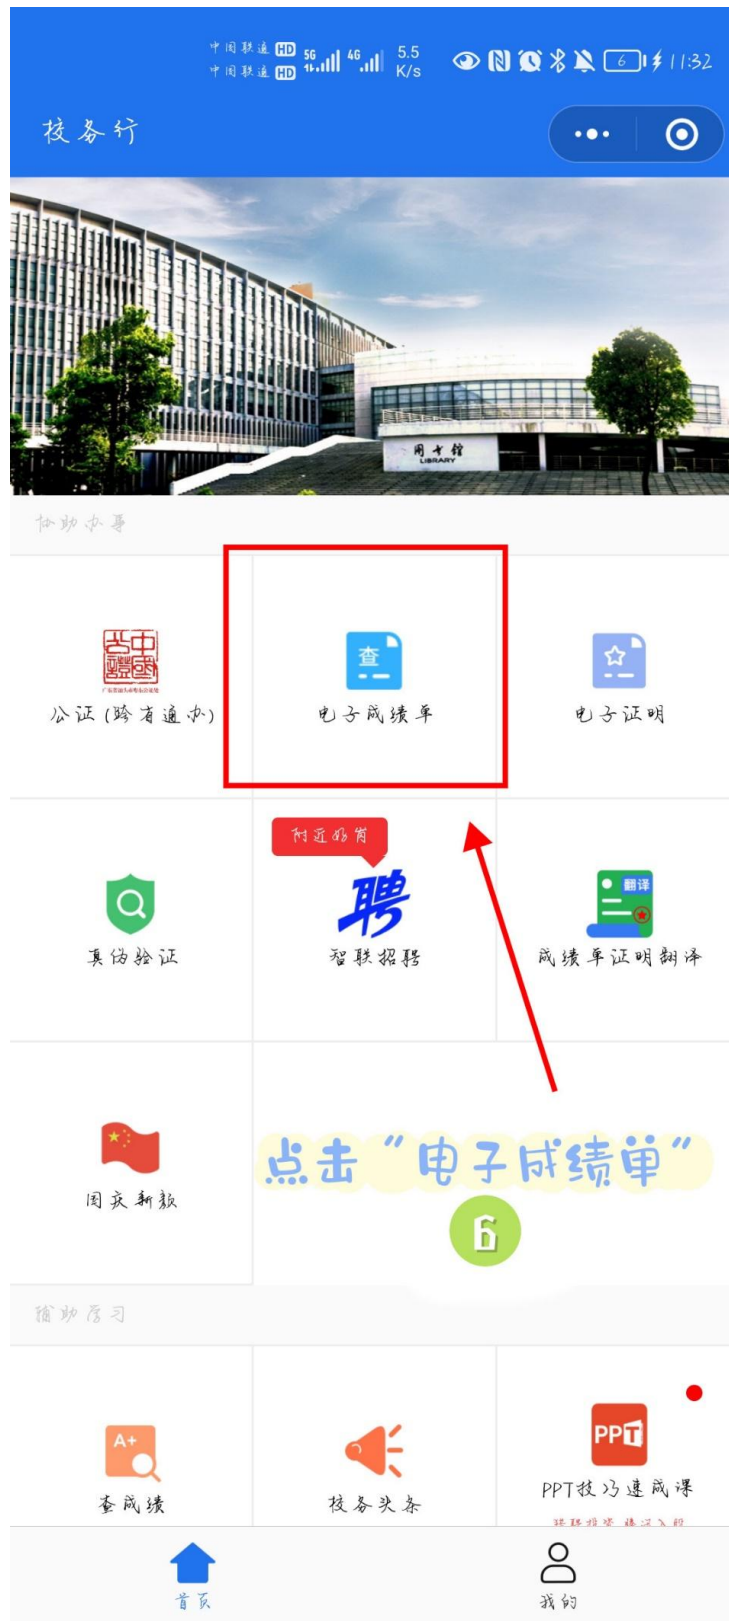 中国联通 HD 5G 4G 5.5 6 11:32
中国联通 HD K/s
校务行
图书馆
LIBRARY
协助办事
查
公证(跨省通办)
电子成绩单
电子证明
附近好岗
聘
翻译
真伪验证
智联招聘
成绩单证明翻译
点击“电子成绩单”
国庆新款
6
辅助学习
A+
PPT
查成绩
校务头条
PPT技巧速成课
首页
我的